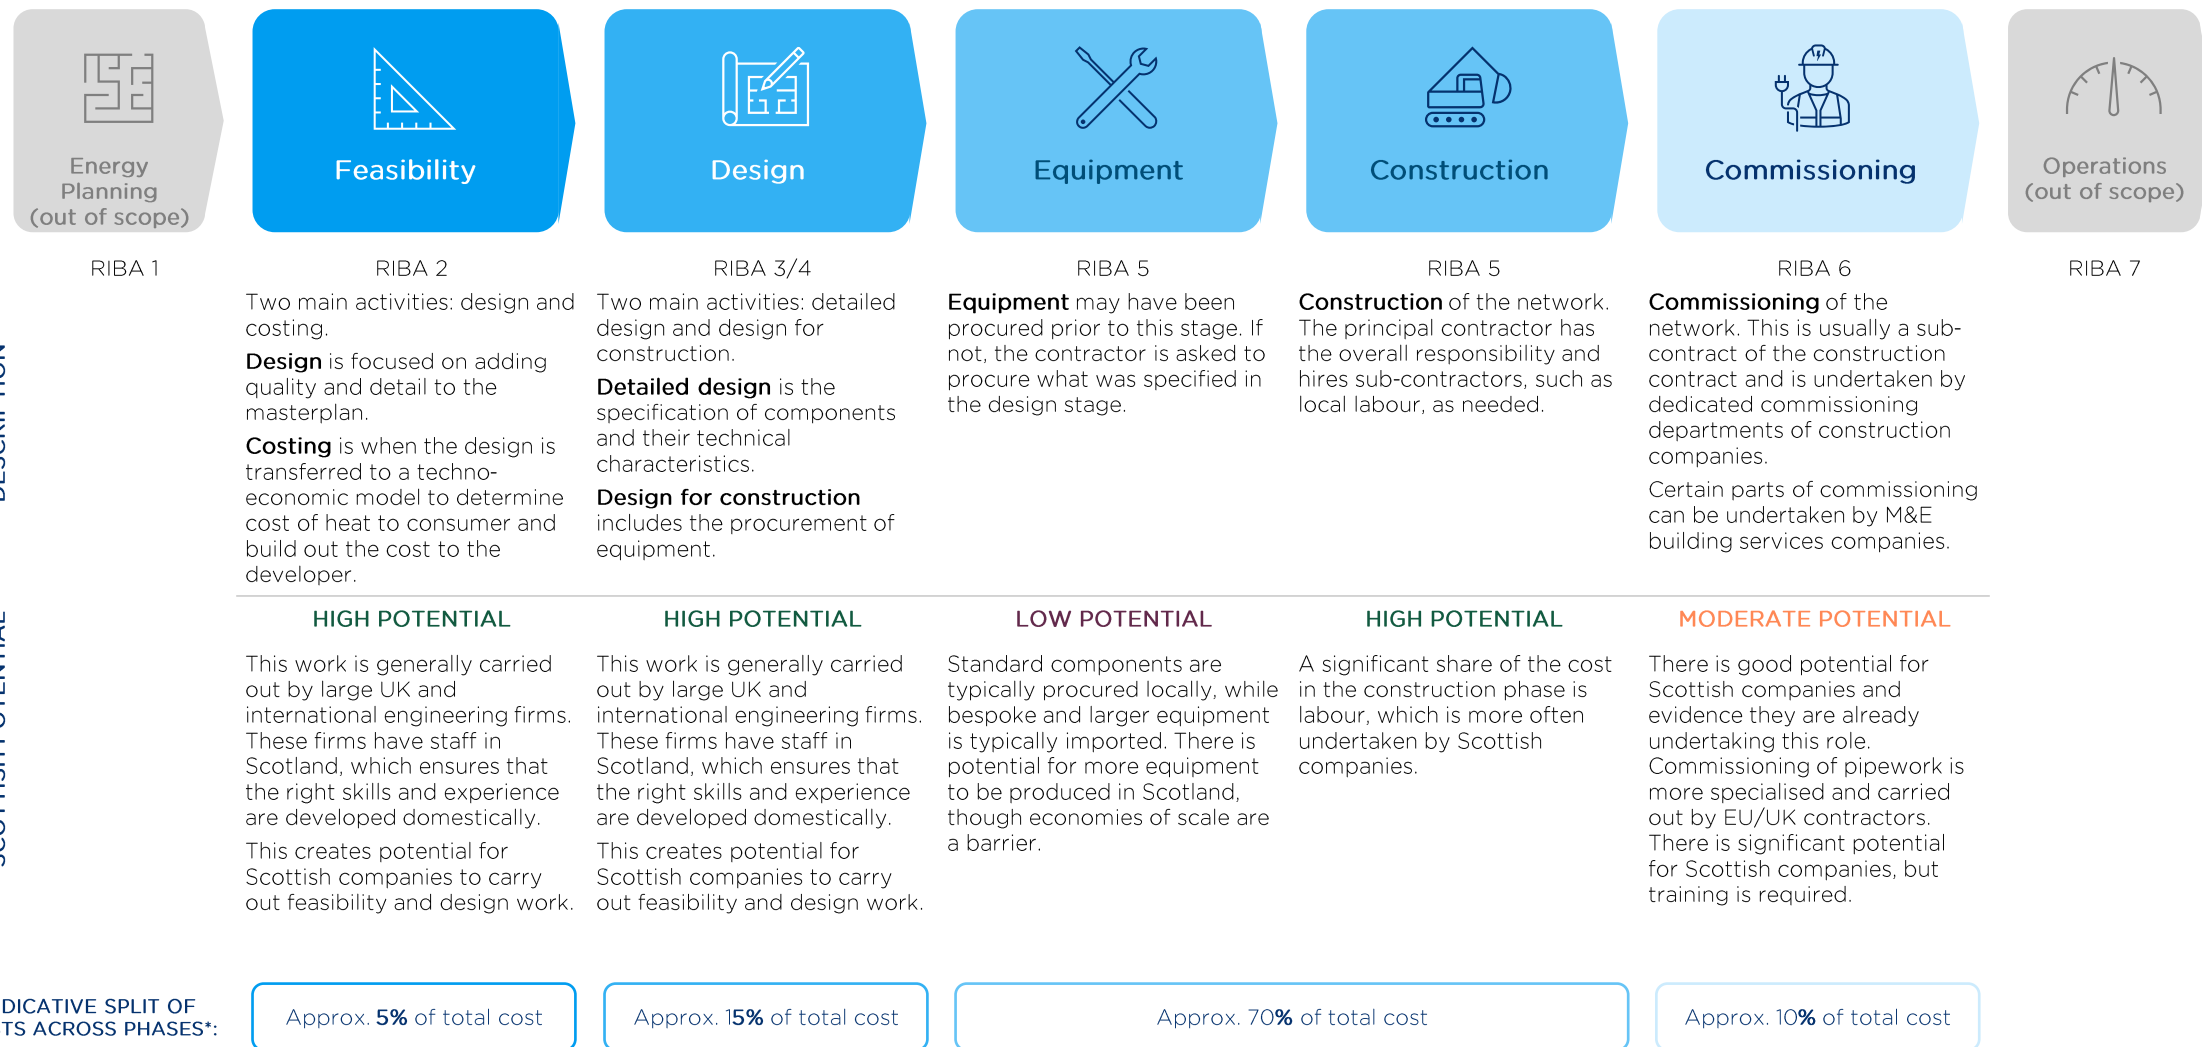 Energy
Planning
(out of scope)
Feasibility
Design
Equipment
Construction
Commissioning
Operations
(out of scope)
RIBA 1
RIBA 2
RIBA 3/4
RIBA 5
RIBA 5
RIBA 6
RIBA 7
Two main activities: design and
costing.
Design is focused on adding
quality and detail to the
masterplan.
Costing is when the design is
transferred to a techno-
economic model to determine
cost of heat to consumer and
build out the cost to the
developer.
Two main activities: detailed
design and design for
construction.
Detailed design is the
specification of components
and their technical
characteristics.
Design for construction
includes the procurement of
equipment.
Equipment may have been
procured prior to this stage. If
not, the contractor is asked to
procure what was specified in
the design stage.
Construction of the network.
The principal contractor has
the overall responsibility and
hires sub-contractors, such as
local labour, as needed.
Commissioning of the
network. This is usually a sub-
contract of the construction
contract and is undertaken by
dedicated commissioning
departments of construction
companies.
Certain parts of commissioning
can be undertaken by M&E
building services companies.
HIGH POTENTIAL
This work is generally carried
out by large UK and
international engineering firms.
These firms have staff in
Scotland, which ensures that
the right skills and experience
are developed domestically.
This creates potential for
Scottish companies to carry
out feasibility and design work.
HIGH POTENTIAL
This work is generally carried
out by large UK and
international engineering firms.
These firms have staff in
Scotland, which ensures that
the right skills and experience
are developed domestically.
This creates potential for
Scottish companies to carry
out feasibility and design work.
LOW POTENTIAL
Standard components are
typically procured locally, while
bespoke and larger equipment
is typically imported. There is
potential for more equipment
to be produced in Scotland,
though economies of scale are
a barrier.
HIGH POTENTIAL
A significant share of the cost
in the construction phase is
labour, which is more often
undertaken by Scottish
companies.
MODERATE POTENTIAL
There is good potential for
Scottish companies and
evidence they are already
undertaking this role.
Commissioning of pipework is
more specialised and carried
out by EU/UK contractors.
There is significant potential
for Scottish companies, but
training is required.
DICATIVE SPLIT OF
TS ACROSS PHASES*:
Approx. 5% of total cost
Approx. 15% of total cost
Approx. 70% of total cost
Approx. 10% of total cost